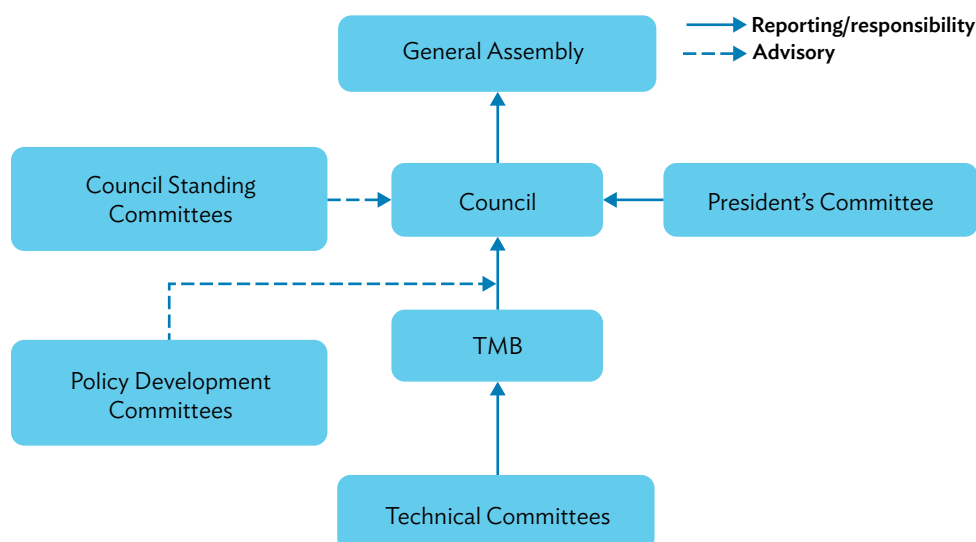 General Assembly
Reporting/responsibility
Advisory
Council Standing
Committees
Council
President’s Committee
TMB
Policy Development
Committees
Technical Committees